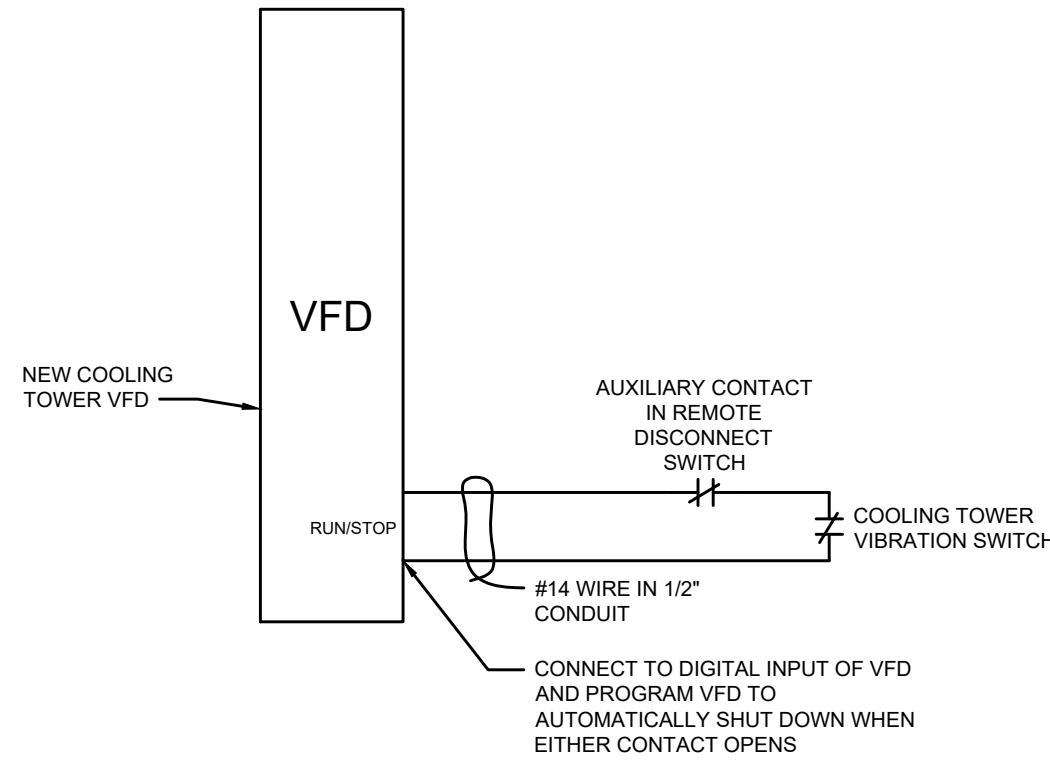 VFD
NEW COOLING
TOWER VFD
AUXILIARY CONTACT
IN REMOTE
DISCONNECT
SWITCH
RUN/STOP
COOLING TOWER
VIBRATION SWITCH
#14 WIRE IN 1/2"
CONDUIT
CONNECT TO DIGITAL INPUT OF VFD
AND PROGRAM VFD TO
AUTOMATICALLY SHUT DOWN WHEN
EITHER CONTACT OPENS